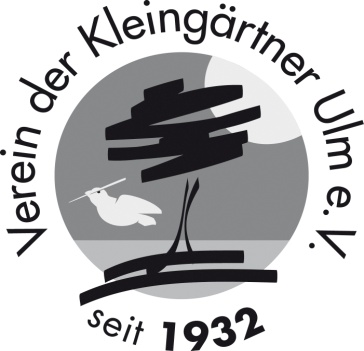 Verein der Kleingärtner Ulm e. V.
seit 1932